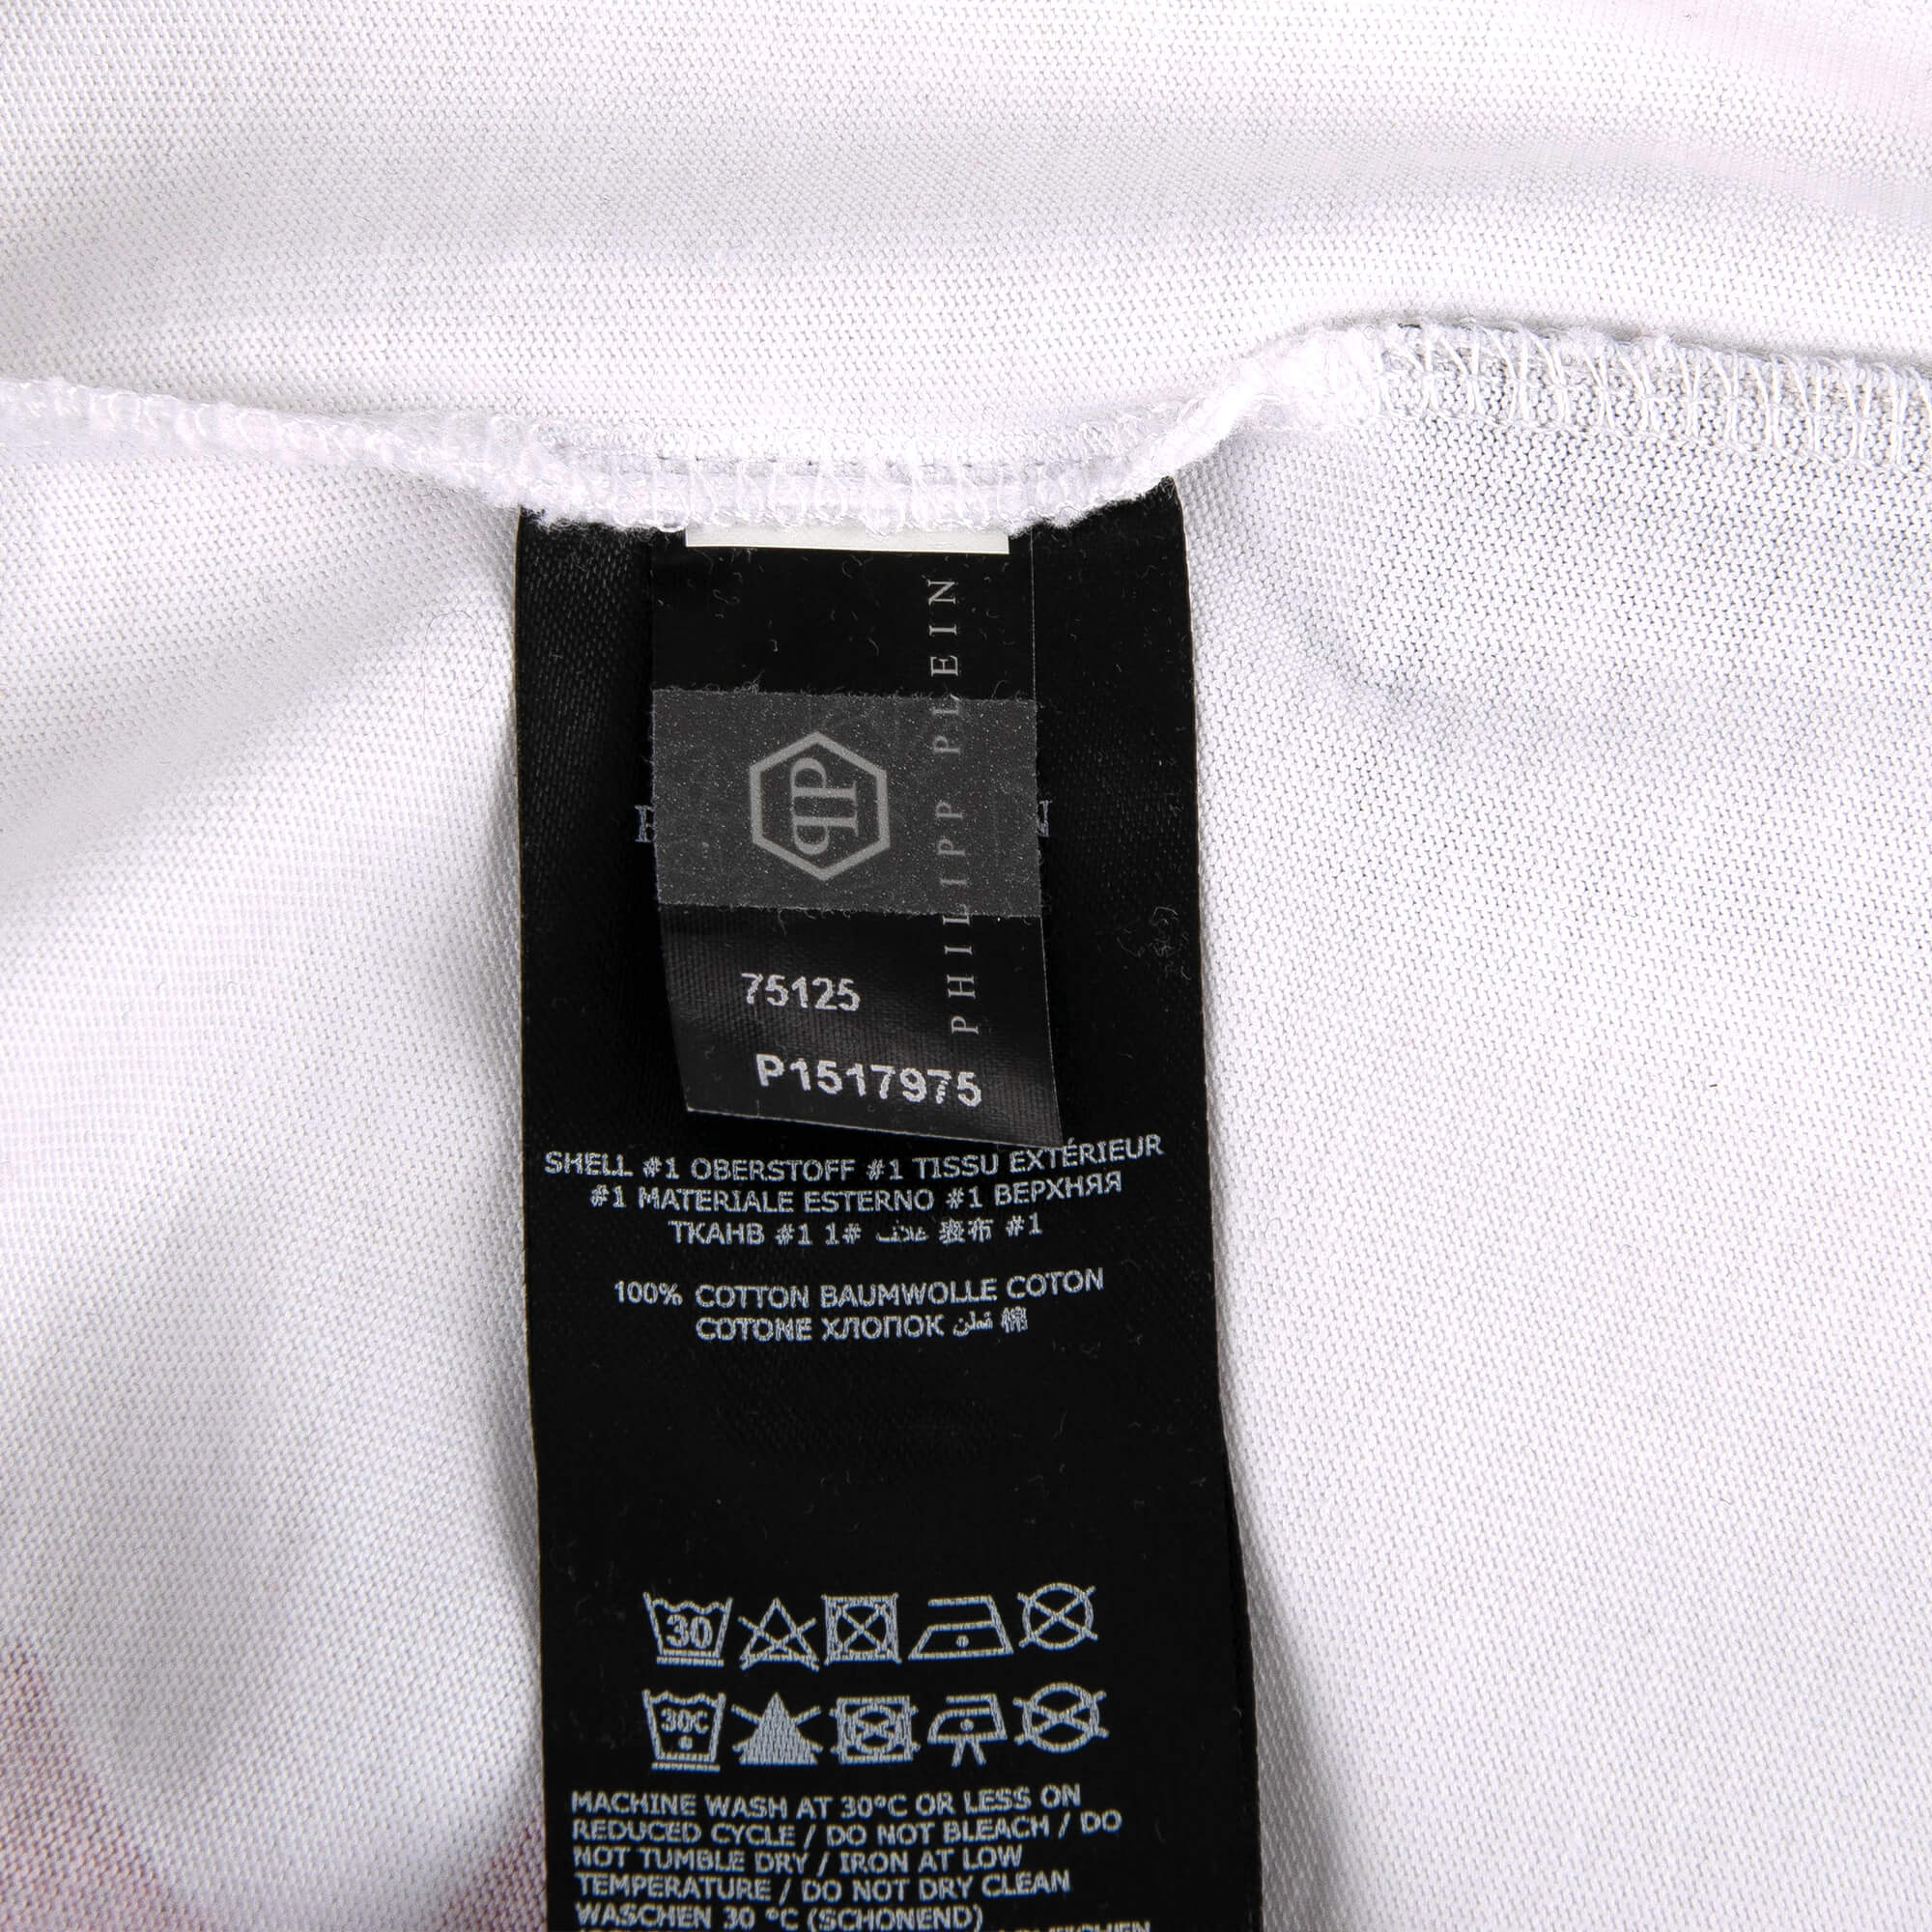 PHILIPP PLEIN
75125
P1517975
SHELL #1 OBERSTOFF #1 TISSU EXTÉRIEUR
#1 MATERIALE ESTERNO #1 ВЕРХНЯЯ
ТКАНВ #1 1# غلاف 表布 #1
100% COTTON BAUMWOLLE COTON
COTONE ХЛОПОК قطن 棉
30
30C
MACHINE WASH AT 30°C OR LESS ON
REDUCED CYCLE / DO NOT BLEACH / DO
NOT TUMBLE DRY / IRON AT LOW
TEMPERATURE / DO NOT DRY CLEAN
WASCHEN 30 °C (SCHONEND)